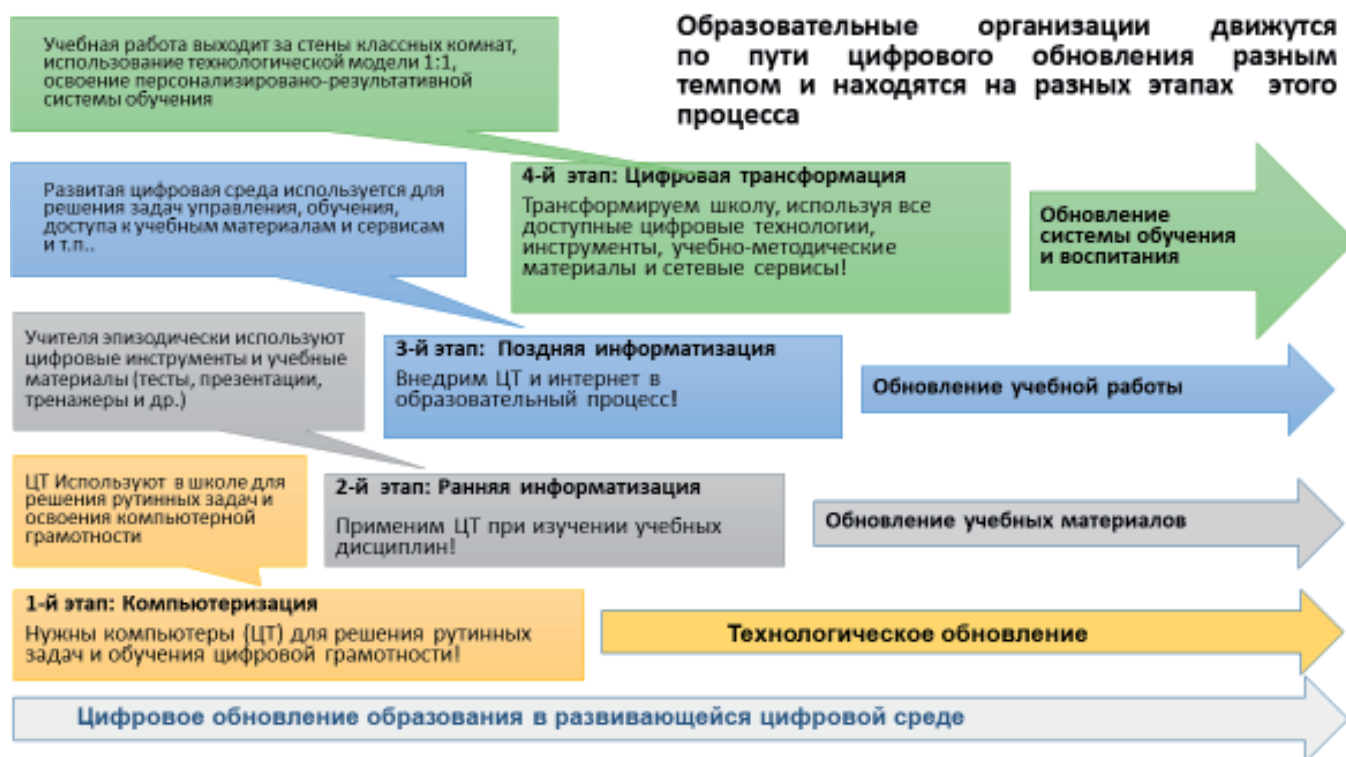 Образовательные организации движутся
по пути цифрового обновления разным
темпом и находятся на разных этапах этого
процесса
Учебная работа выходит за стены классных комнат,
использование технологической модели 1:1,
освоение персонализировано-результативной
системы обучения
4-й этап: Цифровая трансформация
Трансформируем школу, используя все
доступные цифровые технологии,
инструменты, учебно-методические
материалы и сетевые сервисы!
Обновление
системы обучения
и воспитания
Развитая цифровая среда используется для
решения задач управления, обучения,
доступа к учебным материалам и сервисам
и т.п..
3-й этап: Поздняя информатизация
Внедрим ЦТ и интернет в
образовательный процесс!
Обновление учебной работы
Учителя эпизодически используют
цифровые инструменты и учебные
материалы (тесты, презентации,
тренажеры и др.)
2-й этап: Ранняя информатизация
Применим ЦТ при изучении учебных
дисциплин!
Обновление учебных материалов
ЦТ Используют в школе для
решения рутинных задач и
освоения компьютерной
грамотности
1-й этап: Компьютеризация
Нужны компьютеры (ЦТ) для решения рутинных
задач и обучения цифровой грамотности!
Технологическое обновление
Цифровое обновление образования в развивающейся цифровой среде